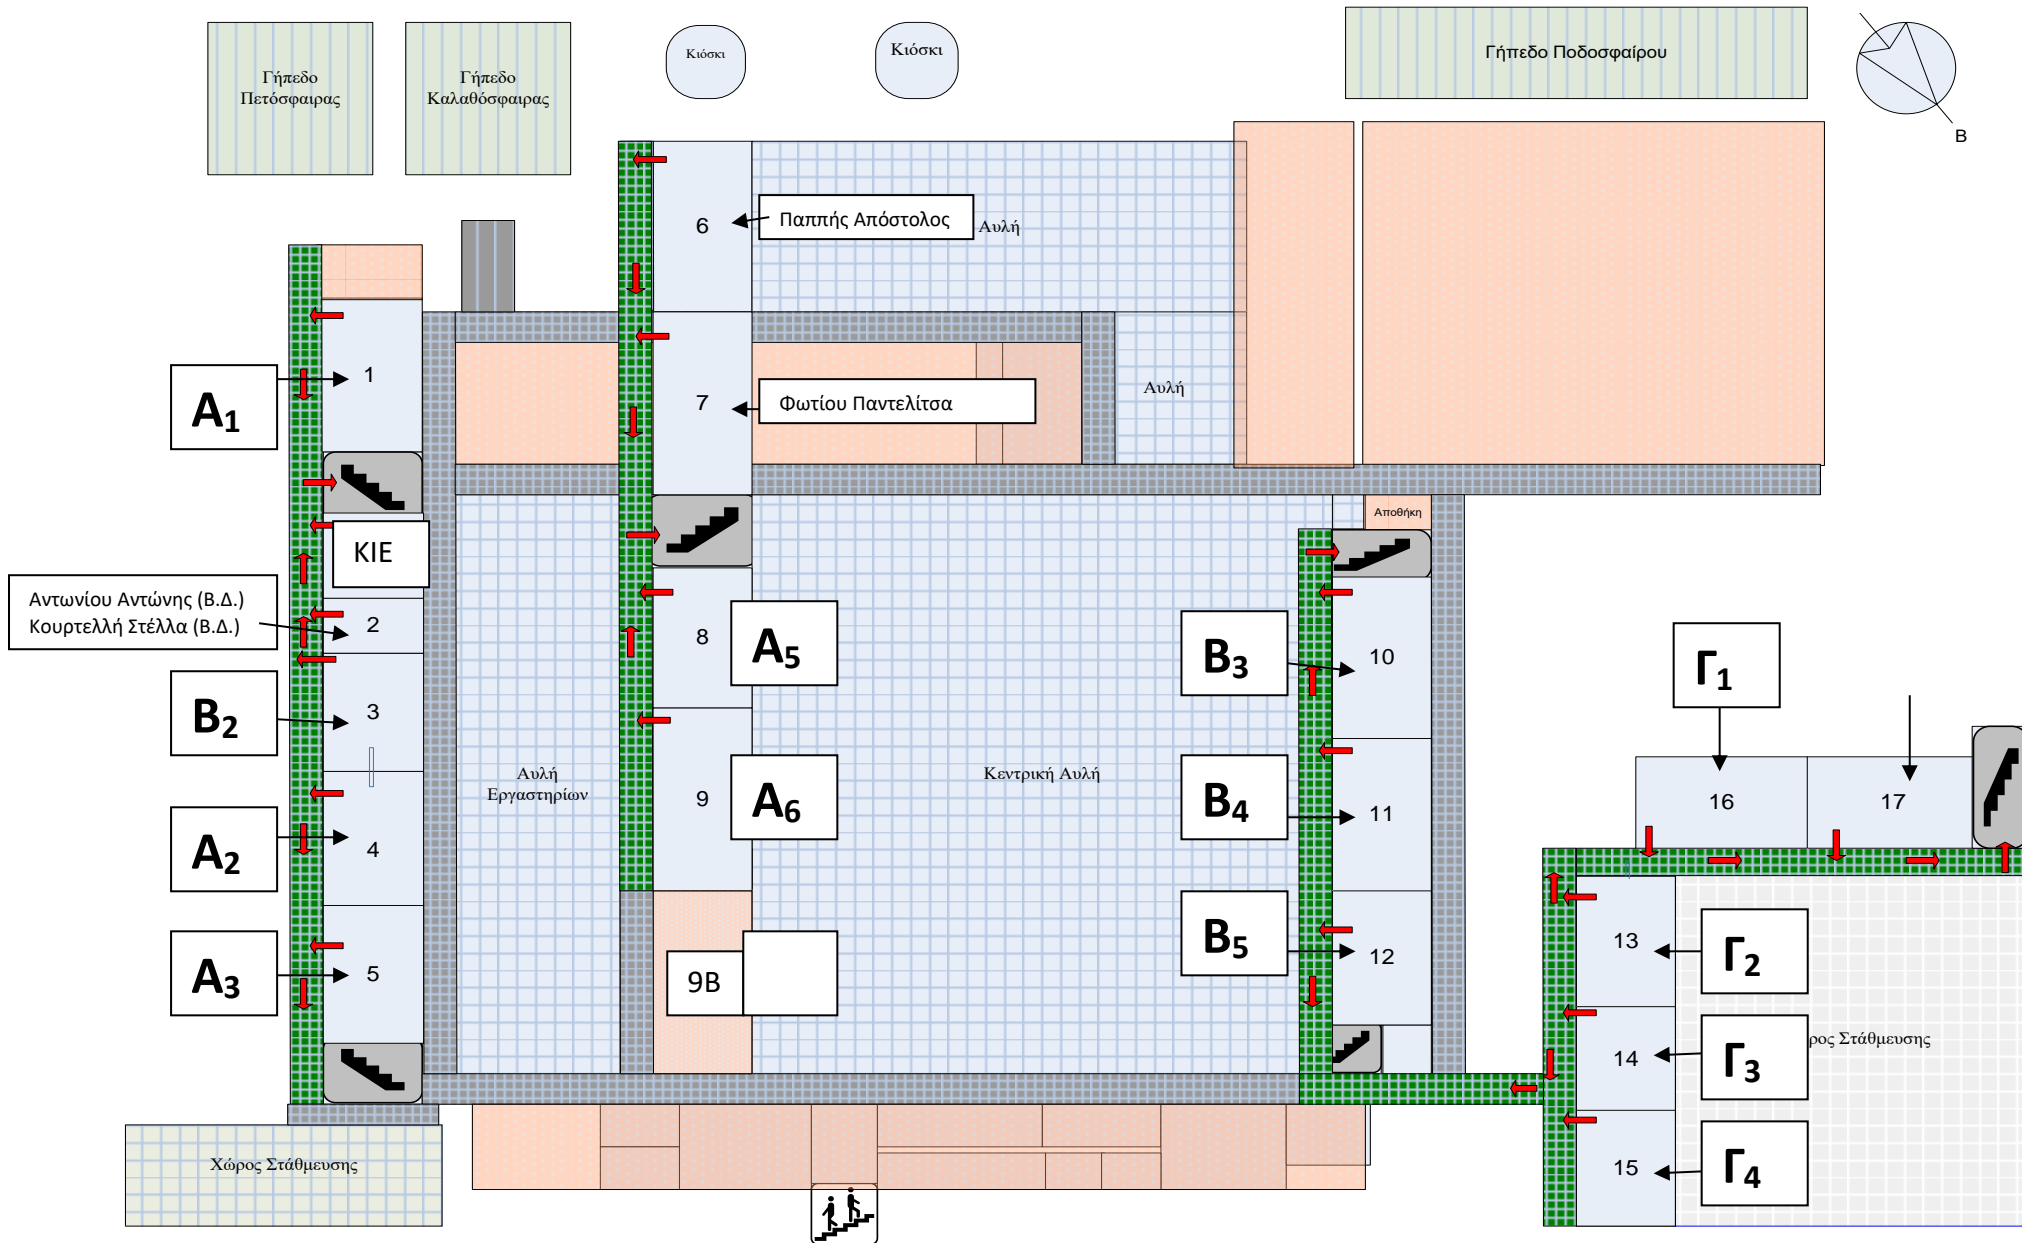 Γήπεδο
Πετόσφαιρας
Γήπεδο
Καλαθόσφαιρας
Κιόσκι
Κιόσκι
Γήπεδο Ποδοσφαίρου
Β
6
Παππής Απόστολος
Αυλή
1
Α1
7
Φωτίου Παντελίτσα
Αυλή
ΚΙΕ
Αποθήκη
Αντωνίου Αντώνης (Β.Δ.)
Κουρτελλή Στέλλα (Β.Δ.)
2
8
Α5
Β3
10
Γ1
Β2
3
Αυλή
Εργαστηρίων
9
Α6
Κεντρική Αυλή
Β4
11
16
17
Α2
4
Α3
5
9Β
Β5
12
13
Γ2
14
Γ3
ρος Στάθμευσης
15
Γ4
Χώρος Στάθμευσης